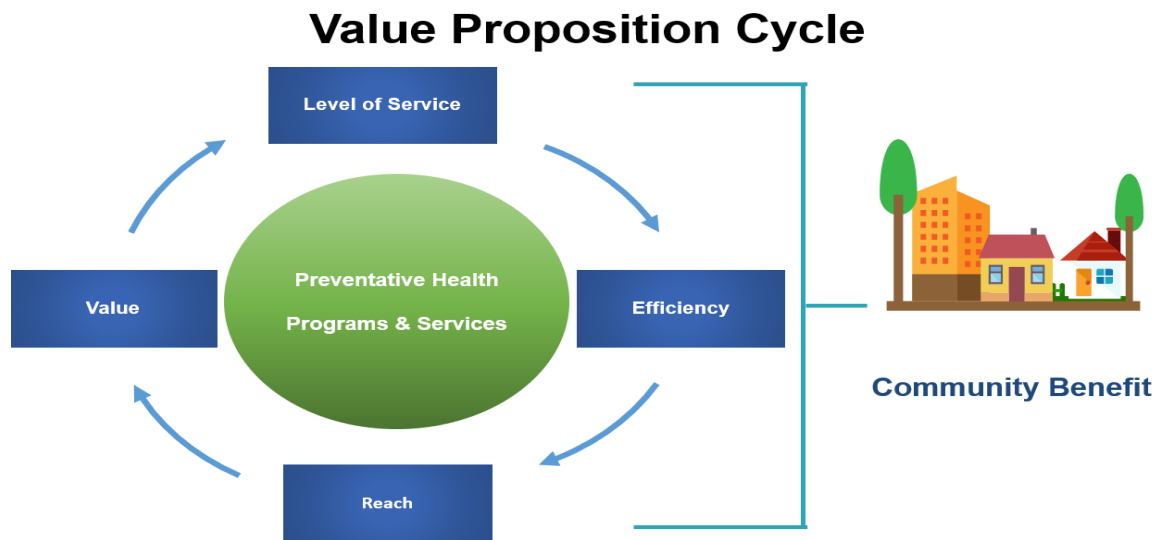 Value Proposition Cycle
Level of Service
Preventative Health
Programs & Services
Value
Efficiency
Reach
Community Benefit